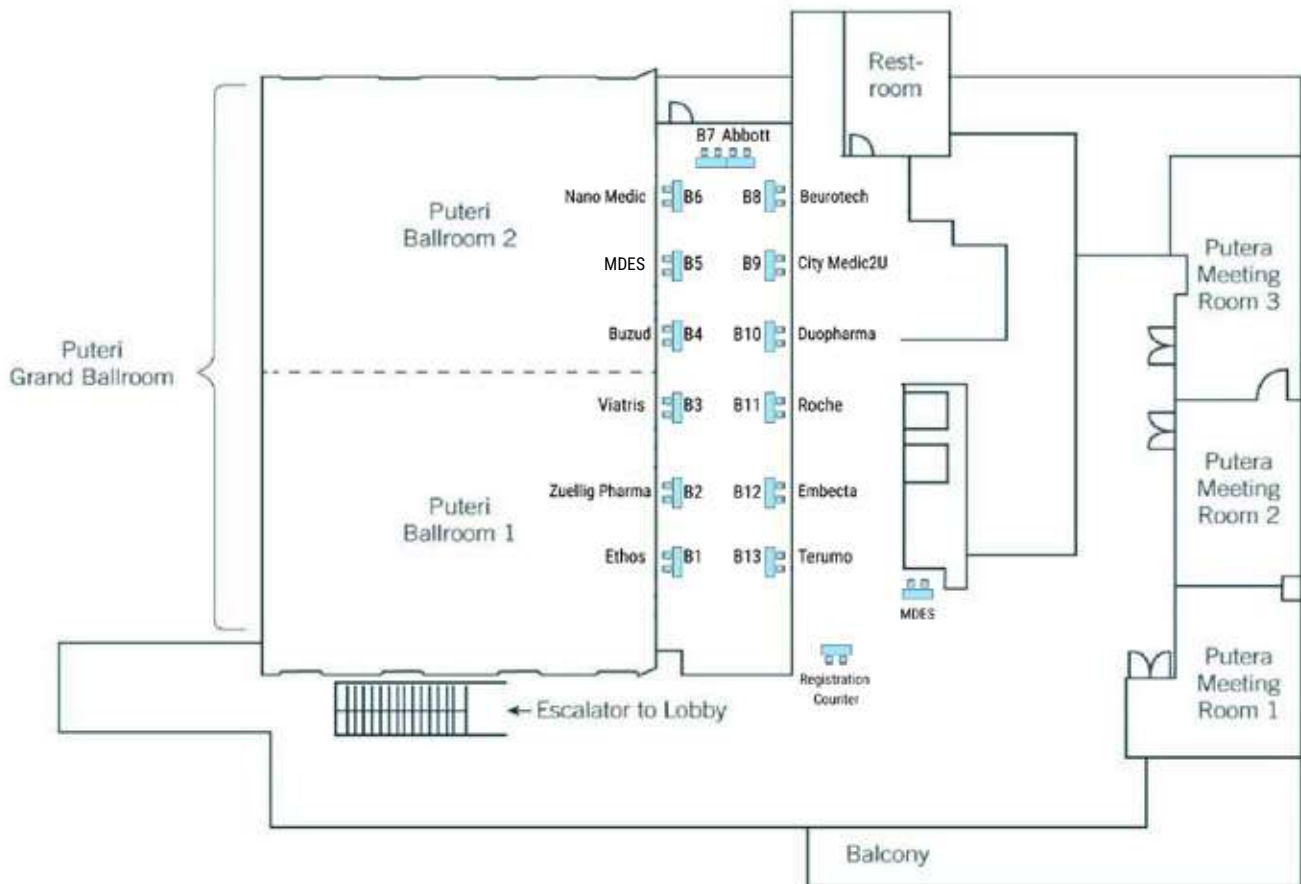 Rest-
room
B7 Abbott
Nano Medic
B6
B8
Beurotech
Puteri
Ballroom 2
MDES
B5
B9
City Medic2U
Putera
Meeting
Room 3
Buzud
B4
B10
Duopharma
Puteri
Grand Ballroom
Viatris
B3
B11
Roche
Puteri
Ballroom 1
Zuellig Pharma
B2
B12
Embecta
Putera
Meeting
Room 2
Ethos
B1
B13
Terumo
MDES
Registration
Counter
Putera
Meeting
Room 1
← Escalator to Lobby
Balcony